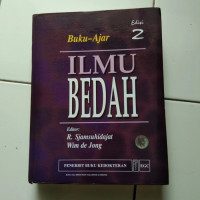 Edisi
2
Buku-Ajar
ILMU
BEDAH
Editor:
R. Sjamsuhidajat
Wim de Jong
PENERBIT BUKU KEDOKTERAN
EGC